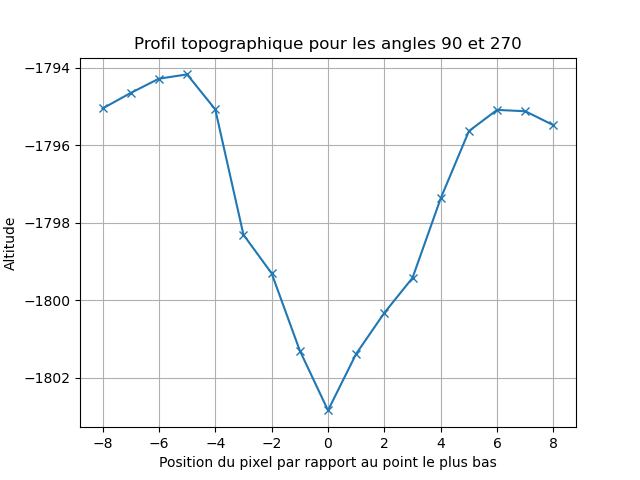 Profil topographique pour les angles 90 et 270
−1794
−1796
−1798
−1800
−1802
Altitude
−8 −6 −4 −2 0 2 4 6 8
Position du pixel par rapport au point le plus bas